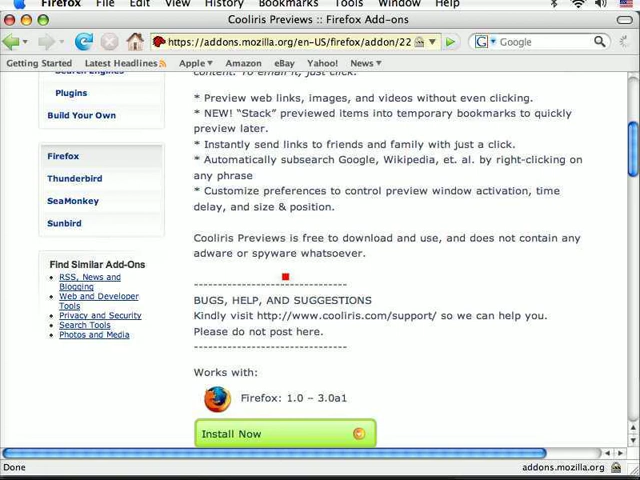 Firefox File Edit View History Bookmarks Tools Window Help
Cooliris Previews :: Firefox Add-ons
https://addons.mozilla.org/en-US/firefox/addon/22
Google
Getting Started Latest Headlines Apple Amazon eBay Yahoo! News
Search Engines
Plugins
Build Your Own
Firefox
Thunderbird
SeaMonkey
Sunbird
Find Similar Add-Ons
RSS, News and
Blogging
Web and Developer
Tools
Privacy and Security
Search Tools
Photos and Media
content. To email it, just click.
* Preview web links, images, and videos without even clicking.
* NEW! “Stack” previewed items into temporary bookmarks to quickly
preview later.
* Instantly send links to friends and family with just a click.
* Automatically subsearch Google, Wikipedia, et. al. by right-clicking on
any phrase
* Customize preferences to control preview window activation, time
delay, and size & position.
Cooliris Previews is free to download and use, and does not contain any
adware or spyware whatsoever.
--------------------------------
BUGS, HELP, AND SUGGESTIONS
Kindly visit http://www.cooliris.com/support/ so we can help you.
Please do not post here.
--------------------------------
Works with:
Firefox: 1.0 – 3.0a1
Install Now
Done addons.mozilla.org